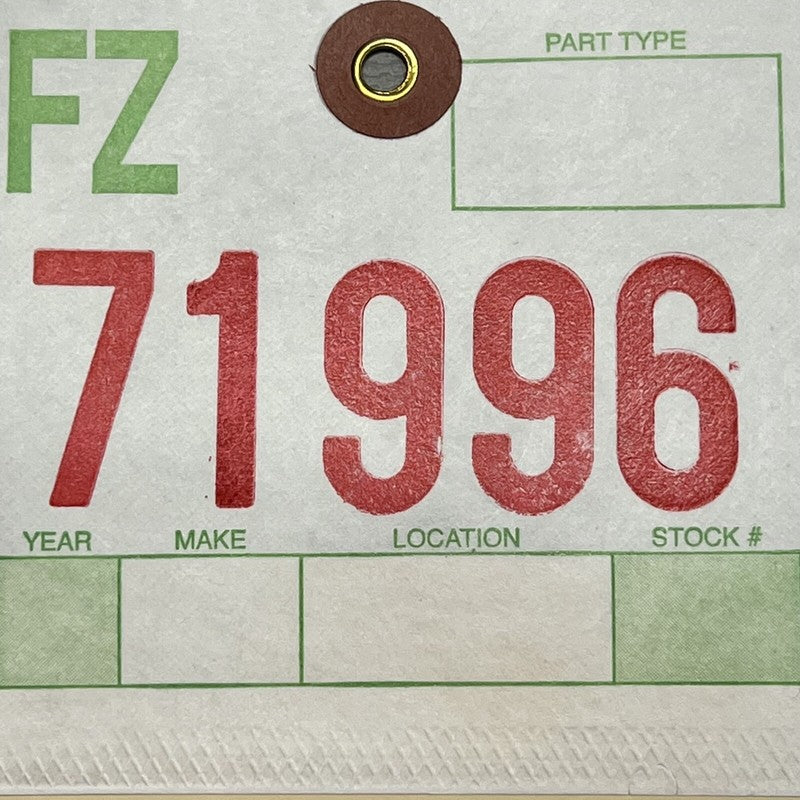 FZ
PART TYPE
71996
YEAR MAKE LOCATION STOCK #